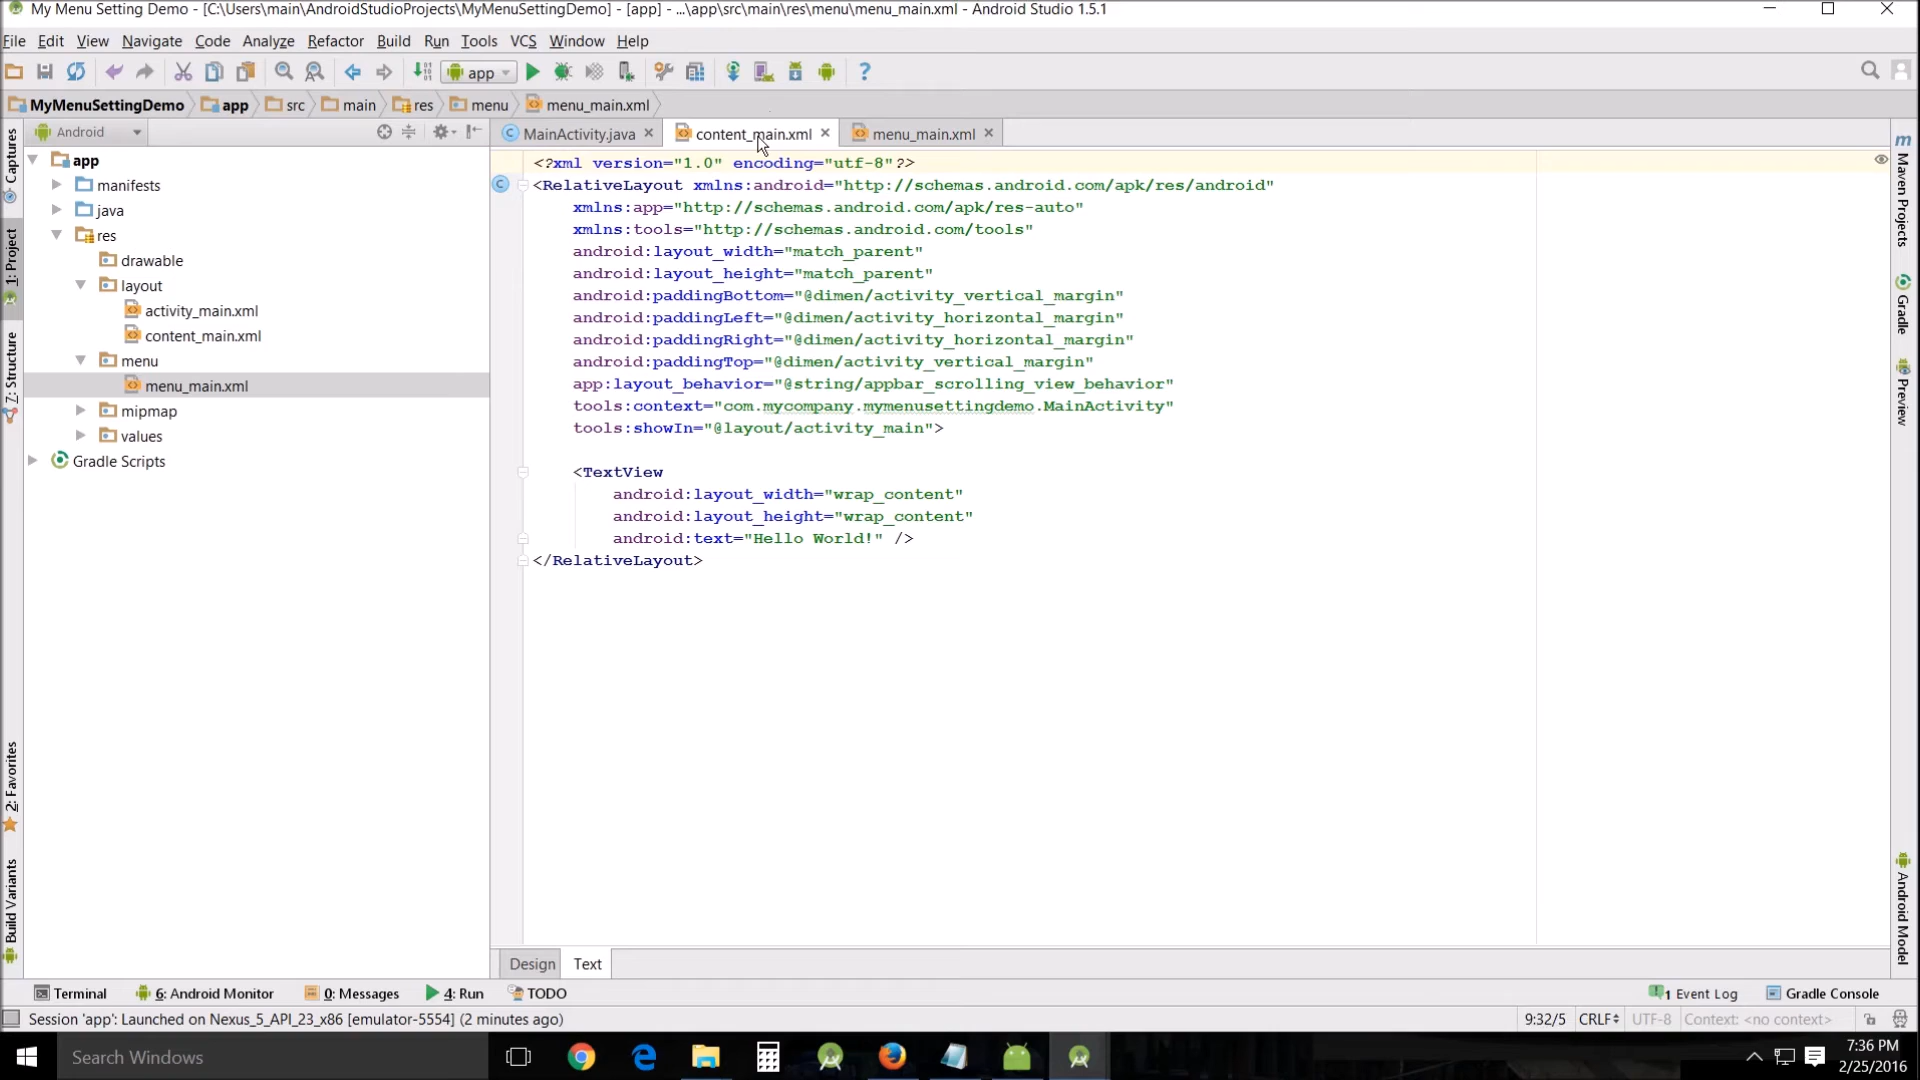 My Menu Setting Demo - [C:\Users\main\AndroidStudioProjects\MyMenuSettingDemo] - [app] - ...\app\src\main\res\menu\menu_main.xml - Android Studio 1.5.1
File Edit View Navigate Code Analyze Refactor Build Run Tools VCS Window Help
app
MyMenuSettingDemo app src main res menu menu_main.xml
Android
MainActivity.java content_main.xml menu_main.xml
Captures
1: Project
7: Structure
2: Favorites
Build Variants
app
manifests
java
res
drawable
layout
activity_main.xml
content_main.xml
menu
menu_main.xml
mipmap
values
Gradle Scripts
<?xml version="1.0" encoding="utf-8"?>
<RelativeLayout xmlns:android="http://schemas.android.com/apk/res/android"
xmlns:app="http://schemas.android.com/apk/res-auto"
xmlns:tools="http://schemas.android.com/tools"
android:layout_width="match_parent"
android:layout_height="match_parent"
android:paddingBottom="@dimen/activity_vertical_margin"
android:paddingLeft="@dimen/activity_horizontal_margin"
android:paddingRight="@dimen/activity_horizontal_margin"
android:paddingTop="@dimen/activity_vertical_margin"
app:layout_behavior="@string/appbar_scrolling_view_behavior"
tools:context="com.mycompany.mymenusettingdemo.MainActivity"
tools:showIn="@layout/activity_main">
<TextView
android:layout_width="wrap_content"
android:layout_height="wrap_content"
android:text="Hello World!" />
</RelativeLayout>
Maven Projects
Gradle
Preview
Android Model
Design Text
Terminal 6: Android Monitor 0: Messages 4: Run TODO 1 Event Log Gradle Console
Session 'app': Launched on Nexus_5_API_23_x86 [emulator-5554] (2 minutes ago) 9:32/5 CRLF UTF-8 Context: <no context>
Search Windows
7:36 PM
2/25/2016